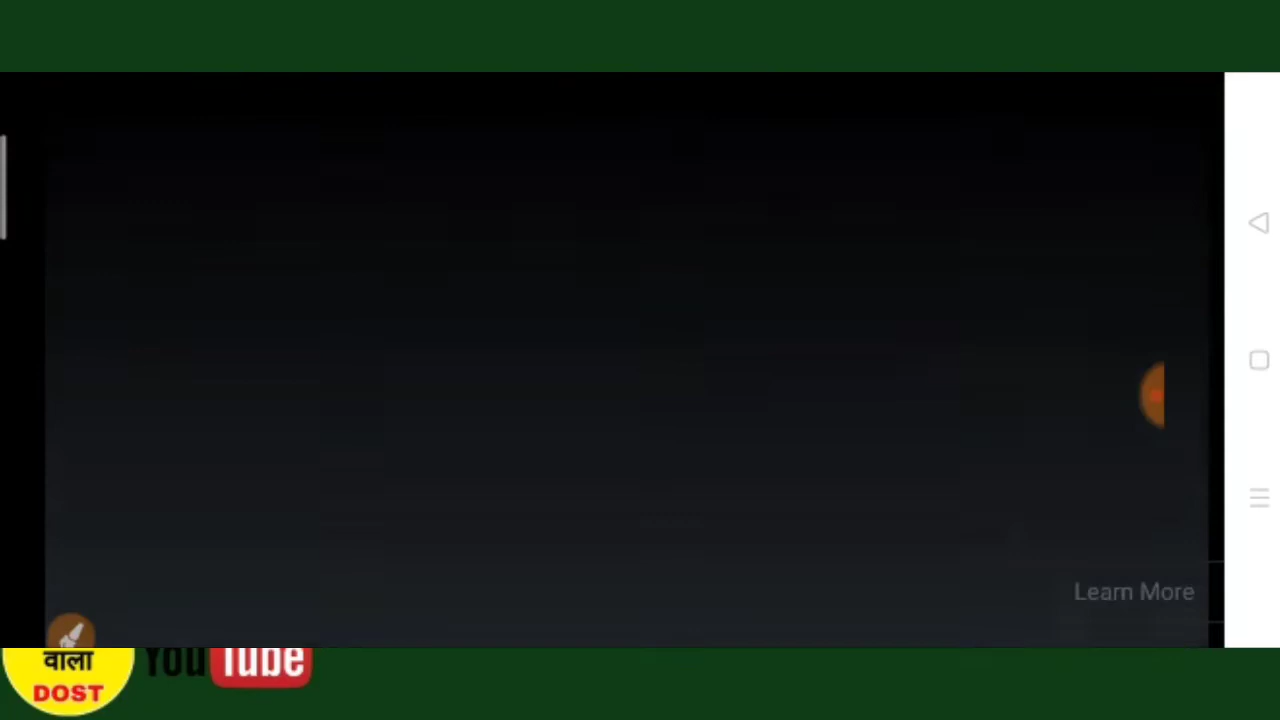 Learn More
वाला
DOST
YouTube